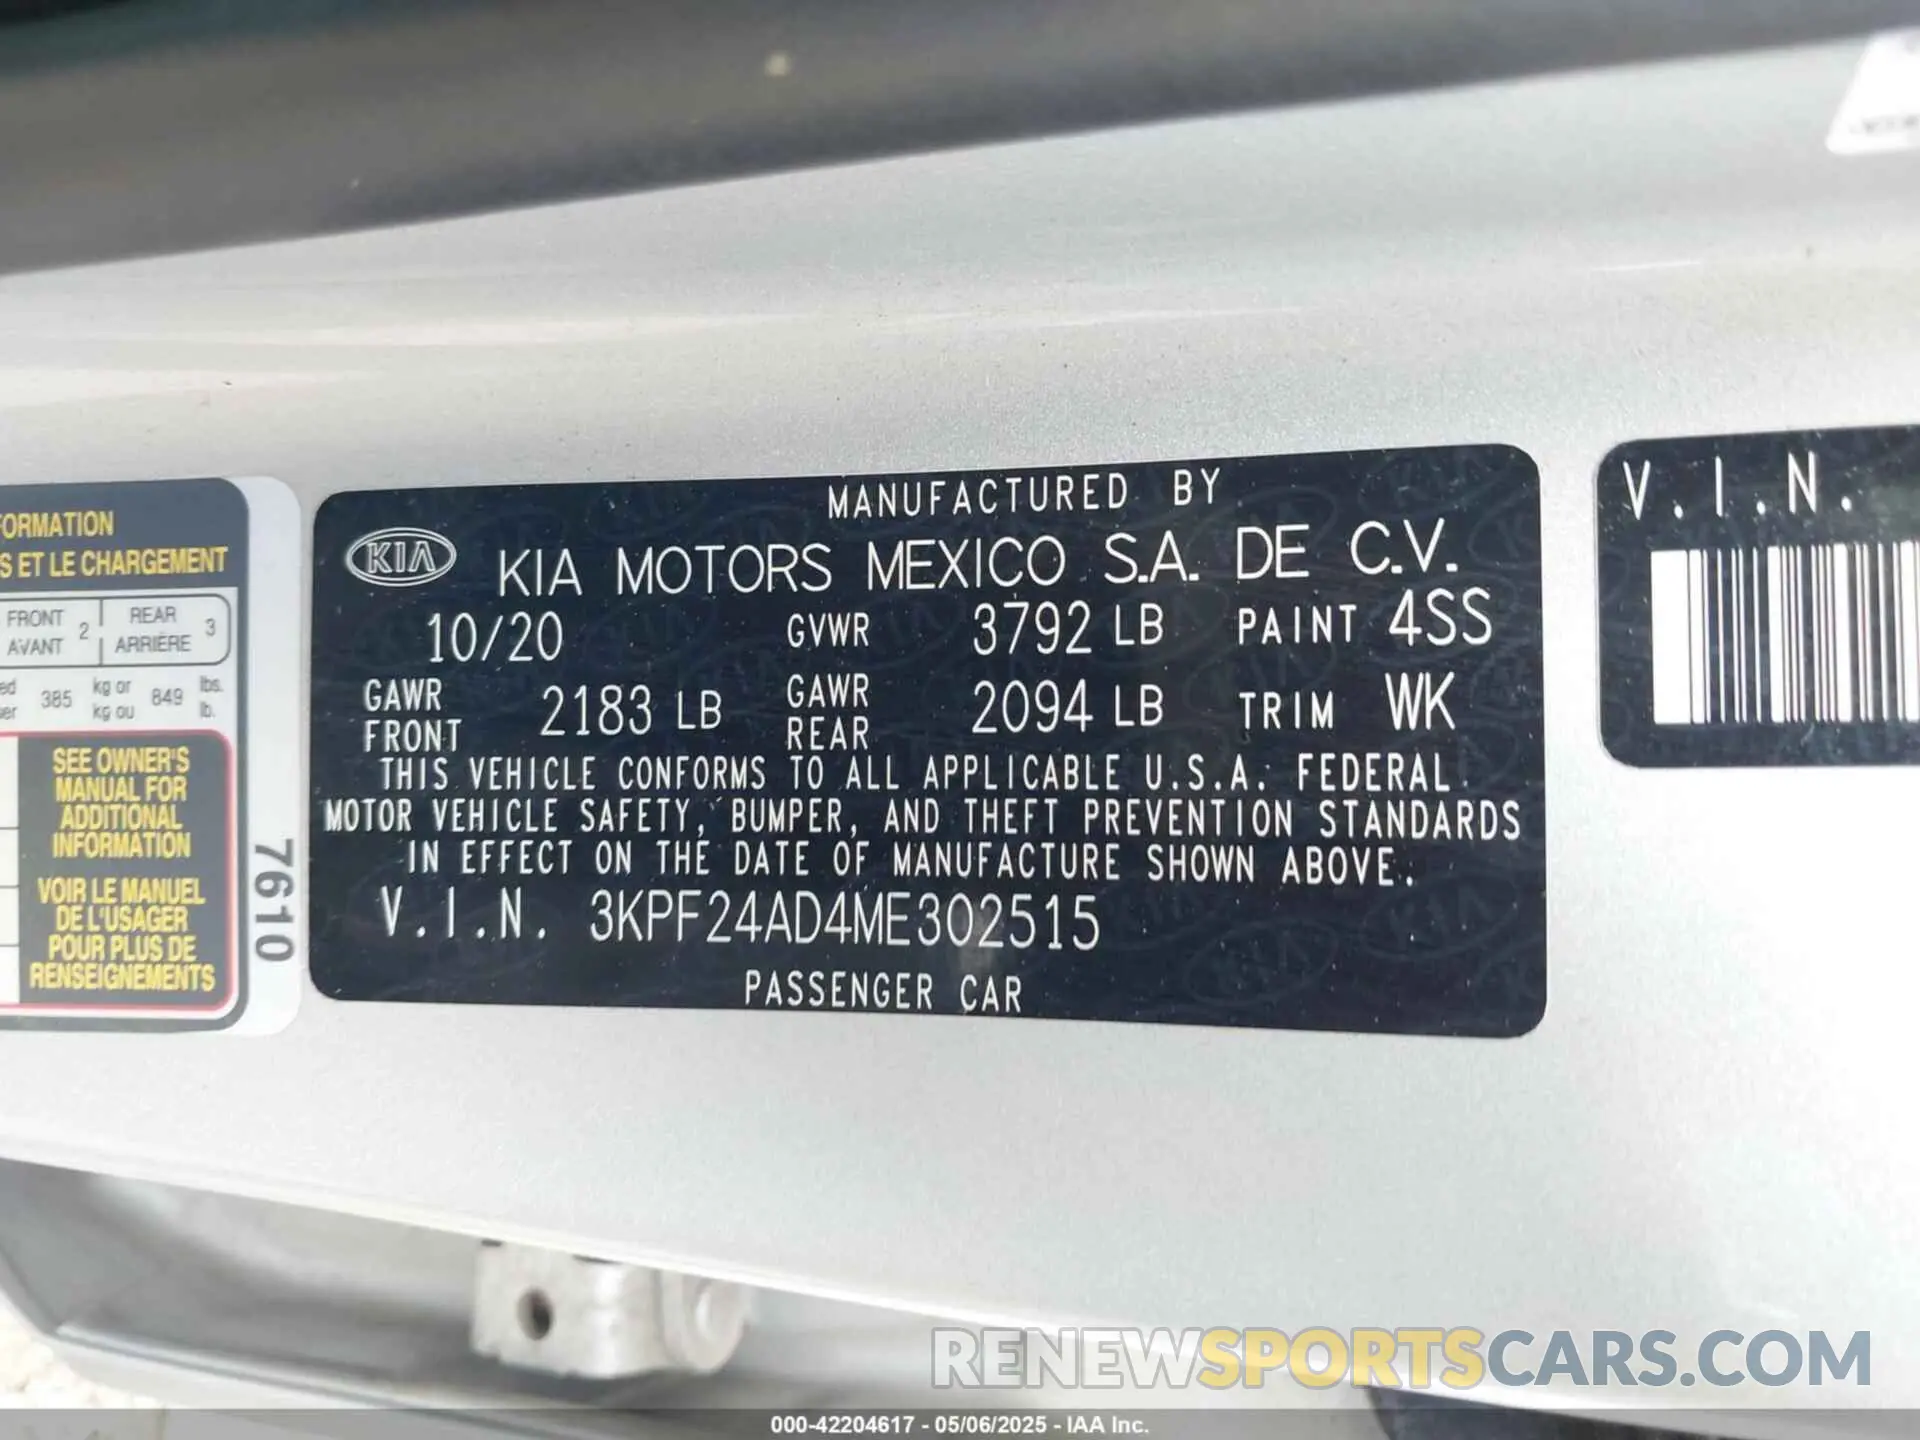 FORMATION
S ET LE CHARGEMENT
FRONT
AVANT 2
REAR
ARRIÈRE 3
385 kg or
kg ou 849 lbs.
lb.
SEE OWNER'S
MANUAL FOR
ADDITIONAL
INFORMATION
VOIR LE MANUEL
DE L'USAGER
POUR PLUS DE
RENSEIGNEMENTS
7610
MANUFACTURED BY
KIA KIA MOTORS MEXICO S.A. DE C.V.
10/20 GVWR 3792 LB PAINT 4SS
GAWR
FRONT 2183 LB GAWR
REAR 2094 LB TRIM WK
THIS VEHICLE CONFORMS TO ALL APPLICABLE U.S.A. FEDERAL
MOTOR VEHICLE SAFETY, BUMPER, AND THEFT PREVENTION STANDARDS
IN EFFECT ON THE DATE OF MANUFACTURE SHOWN ABOVE.
V.I.N. 3KPF24AD4ME302515
PASSENGER CAR
V.I.N.
RENEWSPORTSCARS.COM
000-42204617 - 05/06/2025 - IAA Inc.